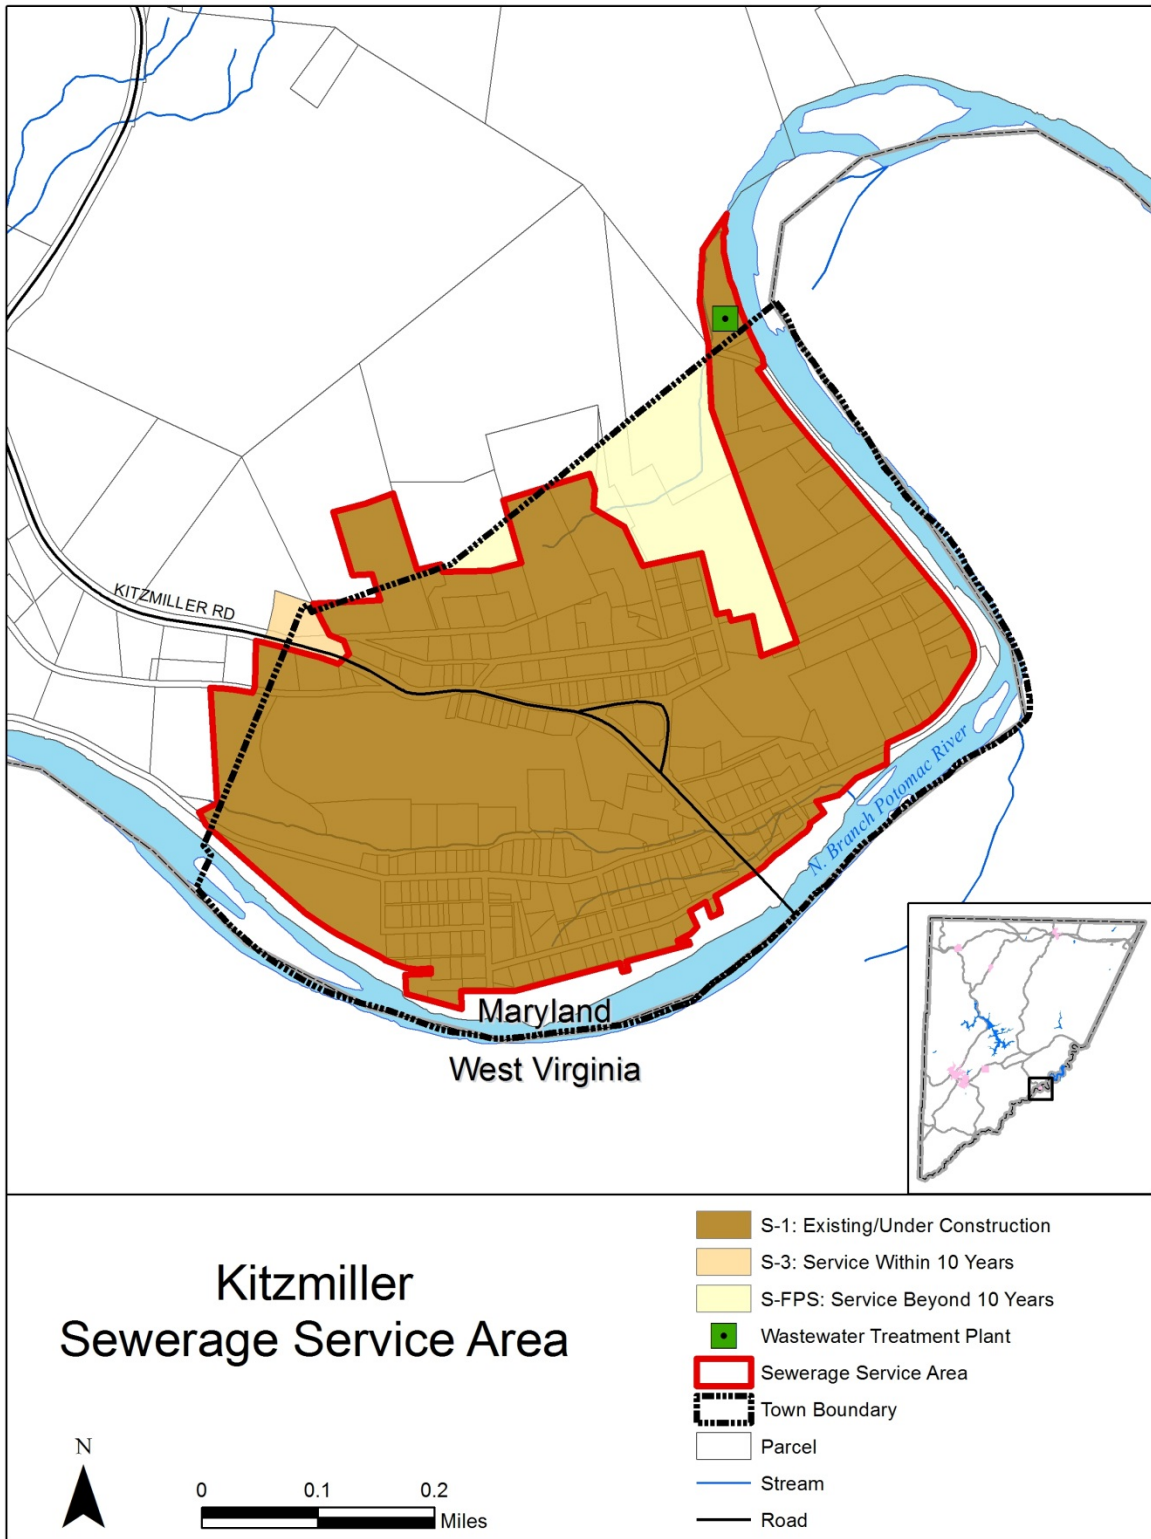 KITZMILLER RD
N. Branch Potomac River
Maryland
West Virginia
Kitzmiller
Sewerage Service Area
N
0 0.1 0.2
Miles
S-1: Existing/Under Construction
S-3: Service Within 10 Years
S-FPS: Service Beyond 10 Years
Wastewater Treatment Plant
Sewerage Service Area
Town Boundary
Parcel
Stream
Road